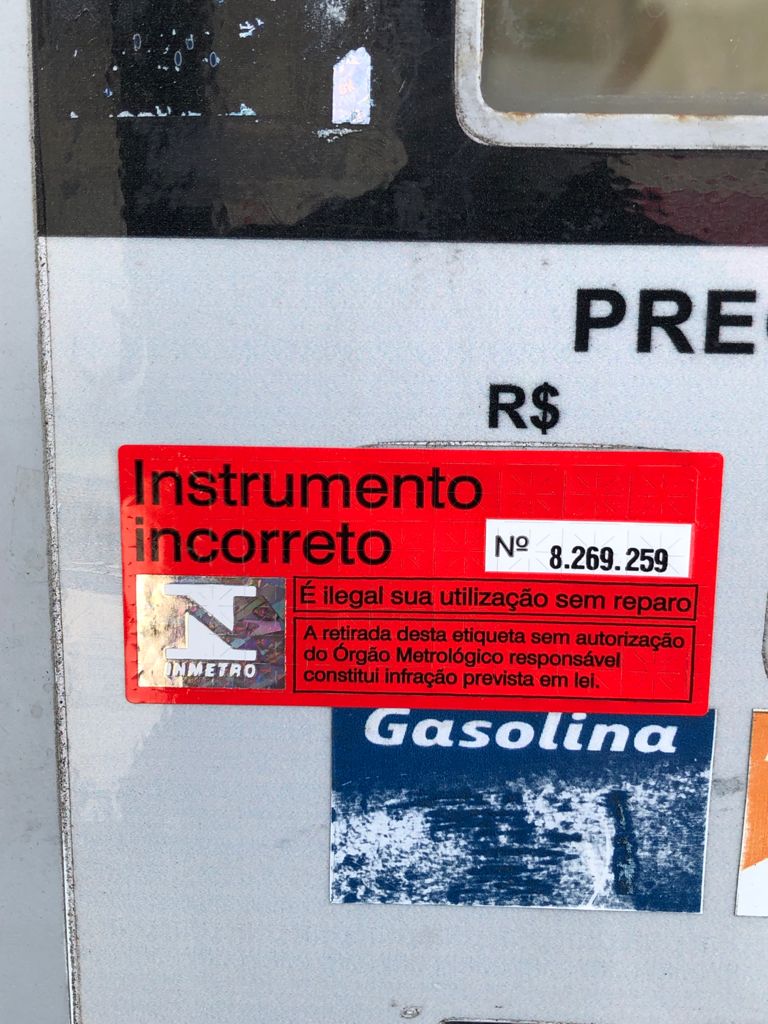 PREÇ
R$
Instrumento
incorreto
Nº 8.269.259
É ilegal sua utilização sem reparo
A retirada desta etiqueta sem autorização
do Órgão Metrológico responsável
constitui infração prevista em lei.
INMETRO
Gasolina